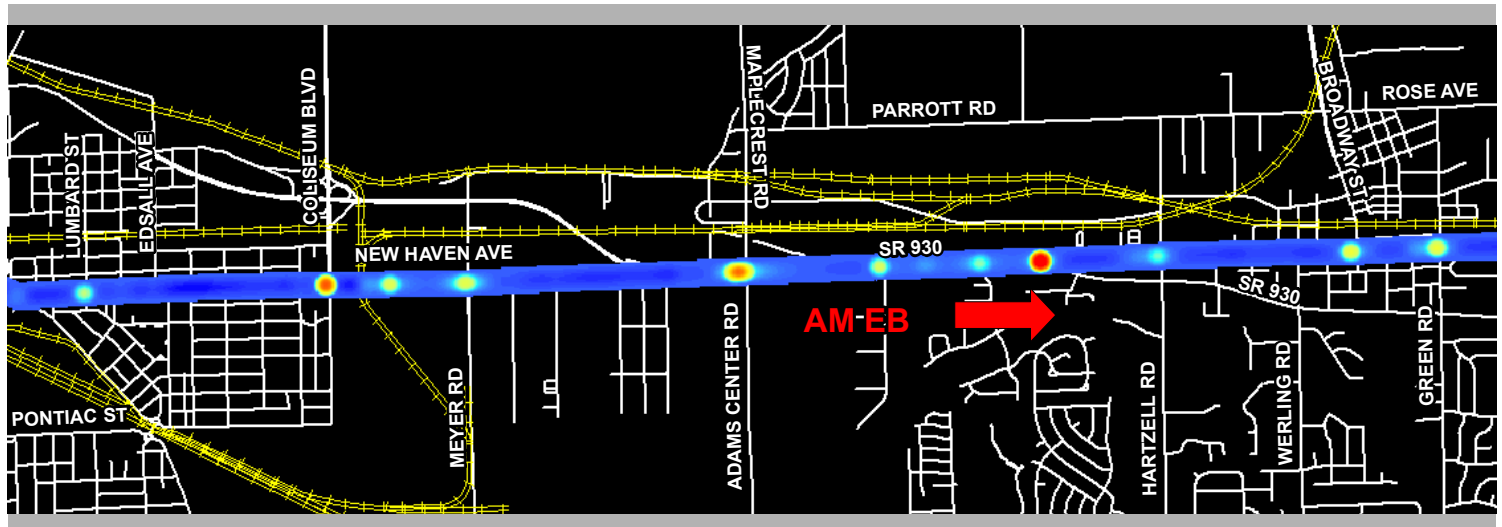 LUMBARD ST
EDSALL AVE
COLISEUM BLVD
MAPLECREST RD
PARROTT RD
BROADWAY ST
ROSE AVE
NEW HAVEN AVE
SR 930
SR 930
AM EB
PONTIAC ST
MEYER RD
ADAMS CENTER RD
HARTZELL RD
WERLING RD
GREEN RD